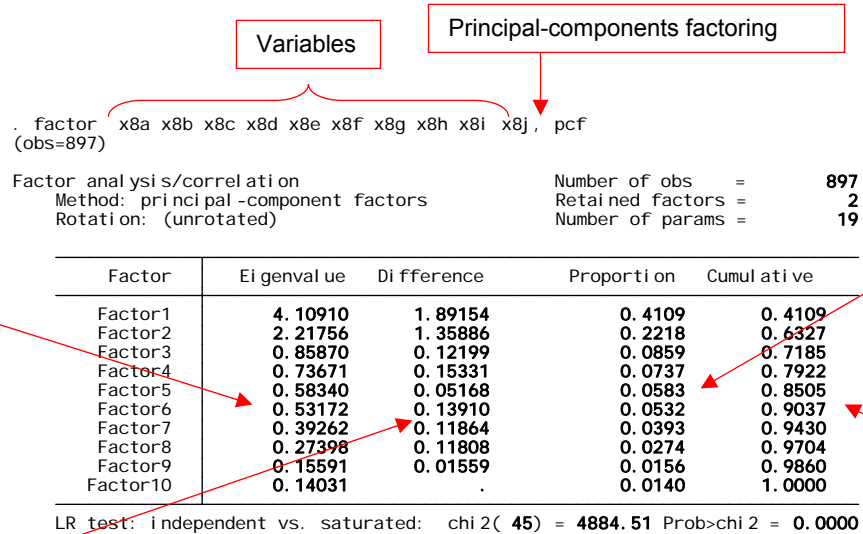 Variables
Principal-components factoring
. factor x8a x8b x8c x8d x8e x8f x8g x8h x8i x8j, pcf
(obs=897)
Factor analysis/correlation Number of obs = 897
Method: principal-component factors Retained factors = 2
Rotation: (unrotated) Number of params = 19
Factor Eigenvalue Difference Proportion Cumulative
Factor1 4.10910 1.89154 0.4109 0.4109
Factor2 2.21756 1.35886 0.2218 0.6327
Factor3 0.85870 0.12199 0.0859 0.7185
Factor4 0.73671 0.15331 0.0737 0.7922
Factor5 0.58340 0.05168 0.0583 0.8505
Factor6 0.53172 0.13910 0.0532 0.9037
Factor7 0.39262 0.11864 0.0393 0.9430
Factor8 0.27398 0.11808 0.0274 0.9704
Factor9 0.15591 0.01559 0.0156 0.9860
Factor10 0.14031 . 0.0140 1.0000
LR test: independent vs. saturated: chi2( 45) = 4884.51 Prob>chi2 = 0.0000